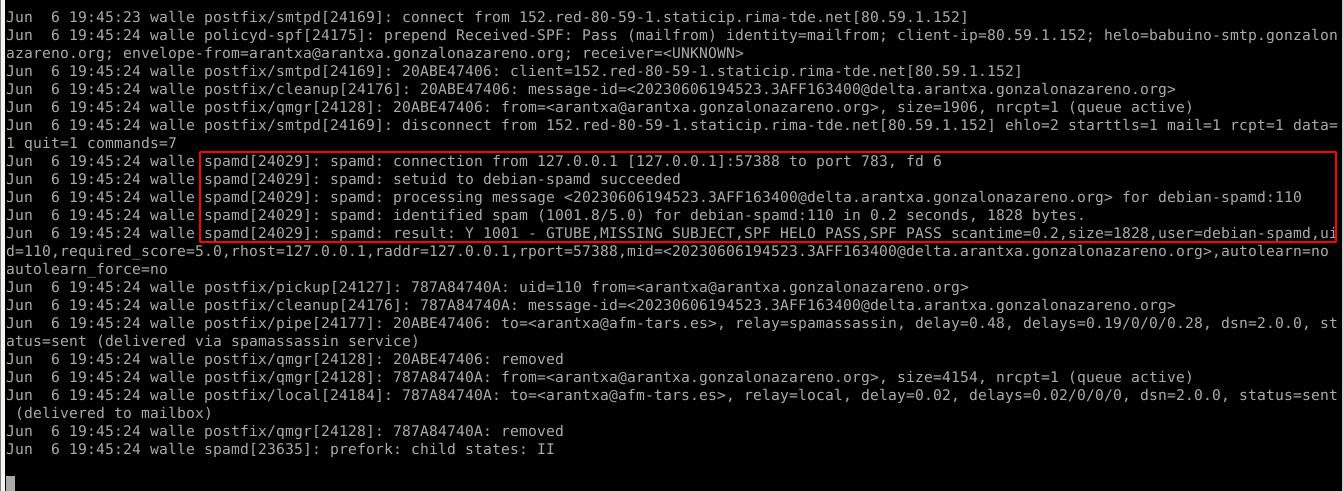 Jun  6 19:45:23 walle postfix/smtpd[24169]: connect from 152.red-80-59-1.staticip.rima-tde.net[80.59.1.152]
Jun  6 19:45:24 walle policyd-spf[24175]: prepend Received-SPF: Pass (mailfrom) identity=mailfrom; client-ip=80.59.1.152; helo=babuino-smtp.gonzalon
azareno.org; envelope-from=arantxa@arantxa.gonzalonazareno.org; receiver=<UNKNOWN>
Jun  6 19:45:24 walle postfix/smtpd[24169]: 20ABE47406: client=152.red-80-59-1.staticip.rima-tde.net[80.59.1.152]
Jun  6 19:45:24 walle postfix/cleanup[24176]: 20ABE47406: message-id=<20230606194523.3AFF163400@delta.arantxa.gonzalonazareno.org>
Jun  6 19:45:24 walle postfix/qmgr[24128]: 20ABE47406: from=<arantxa@arantxa.gonzalonazareno.org>, size=1906, nrcpt=1 (queue active)
Jun  6 19:45:24 walle postfix/smtpd[24169]: disconnect from 152.red-80-59-1.staticip.rima-tde.net[80.59.1.152] ehlo=2 starttls=1 mail=1 rcpt=1 data=
1 quit=1 commands=7
Jun  6 19:45:24 walle spamd[24029]: spamd: connection from 127.0.0.1 [127.0.0.1]:57388 to port 783, fd 6
Jun  6 19:45:24 walle spamd[24029]: spamd: setuid to debian-spamd succeeded
Jun  6 19:45:24 walle spamd[24029]: spamd: processing message <20230606194523.3AFF163400@delta.arantxa.gonzalonazareno.org> for debian-spamd:110
Jun  6 19:45:24 walle spamd[24029]: spamd: identified spam (1001.8/5.0) for debian-spamd:110 in 0.2 seconds, 1828 bytes.
Jun  6 19:45:24 walle spamd[24029]: spamd: result: Y 1001 - GTUBE,MISSING_SUBJECT,SPF_HELO_PASS,SPF_PASS scantime=0.2,size=1828,user=debian-spamd,ui
d=110,required_score=5.0,rhost=127.0.0.1,raddr=127.0.0.1,rport=57388,mid=<20230606194523.3AFF163400@delta.arantxa.gonzalonazareno.org>,autolearn=no
autolearn_force=no
Jun  6 19:45:24 walle postfix/pickup[24127]: 787A84740A: uid=110 from=<arantxa@arantxa.gonzalonazareno.org>
Jun  6 19:45:24 walle postfix/cleanup[24176]: 787A84740A: message-id=<20230606194523.3AFF163400@delta.arantxa.gonzalonazareno.org>
Jun  6 19:45:24 walle postfix/pipe[24177]: 20ABE47406: to=<arantxa@afm-tars.es>, relay=spamassassin, delay=0.48, delays=0.19/0/0/0.28, dsn=2.0.0, st
atus=sent (delivered via spamassassin service)
Jun  6 19:45:24 walle postfix/qmgr[24128]: 20ABE47406: removed
Jun  6 19:45:24 walle postfix/qmgr[24128]: 787A84740A: from=<arantxa@arantxa.gonzalonazareno.org>, size=4154, nrcpt=1 (queue active)
Jun  6 19:45:24 walle postfix/local[24184]: 787A84740A: to=<arantxa@afm-tars.es>, relay=local, delay=0.02, delays=0.02/0/0/0, dsn=2.0.0, status=sent
 (delivered to mailbox)
Jun  6 19:45:24 walle postfix/qmgr[24128]: 787A84740A: removed
Jun  6 19:45:24 walle spamd[23635]: prefork: child states: II